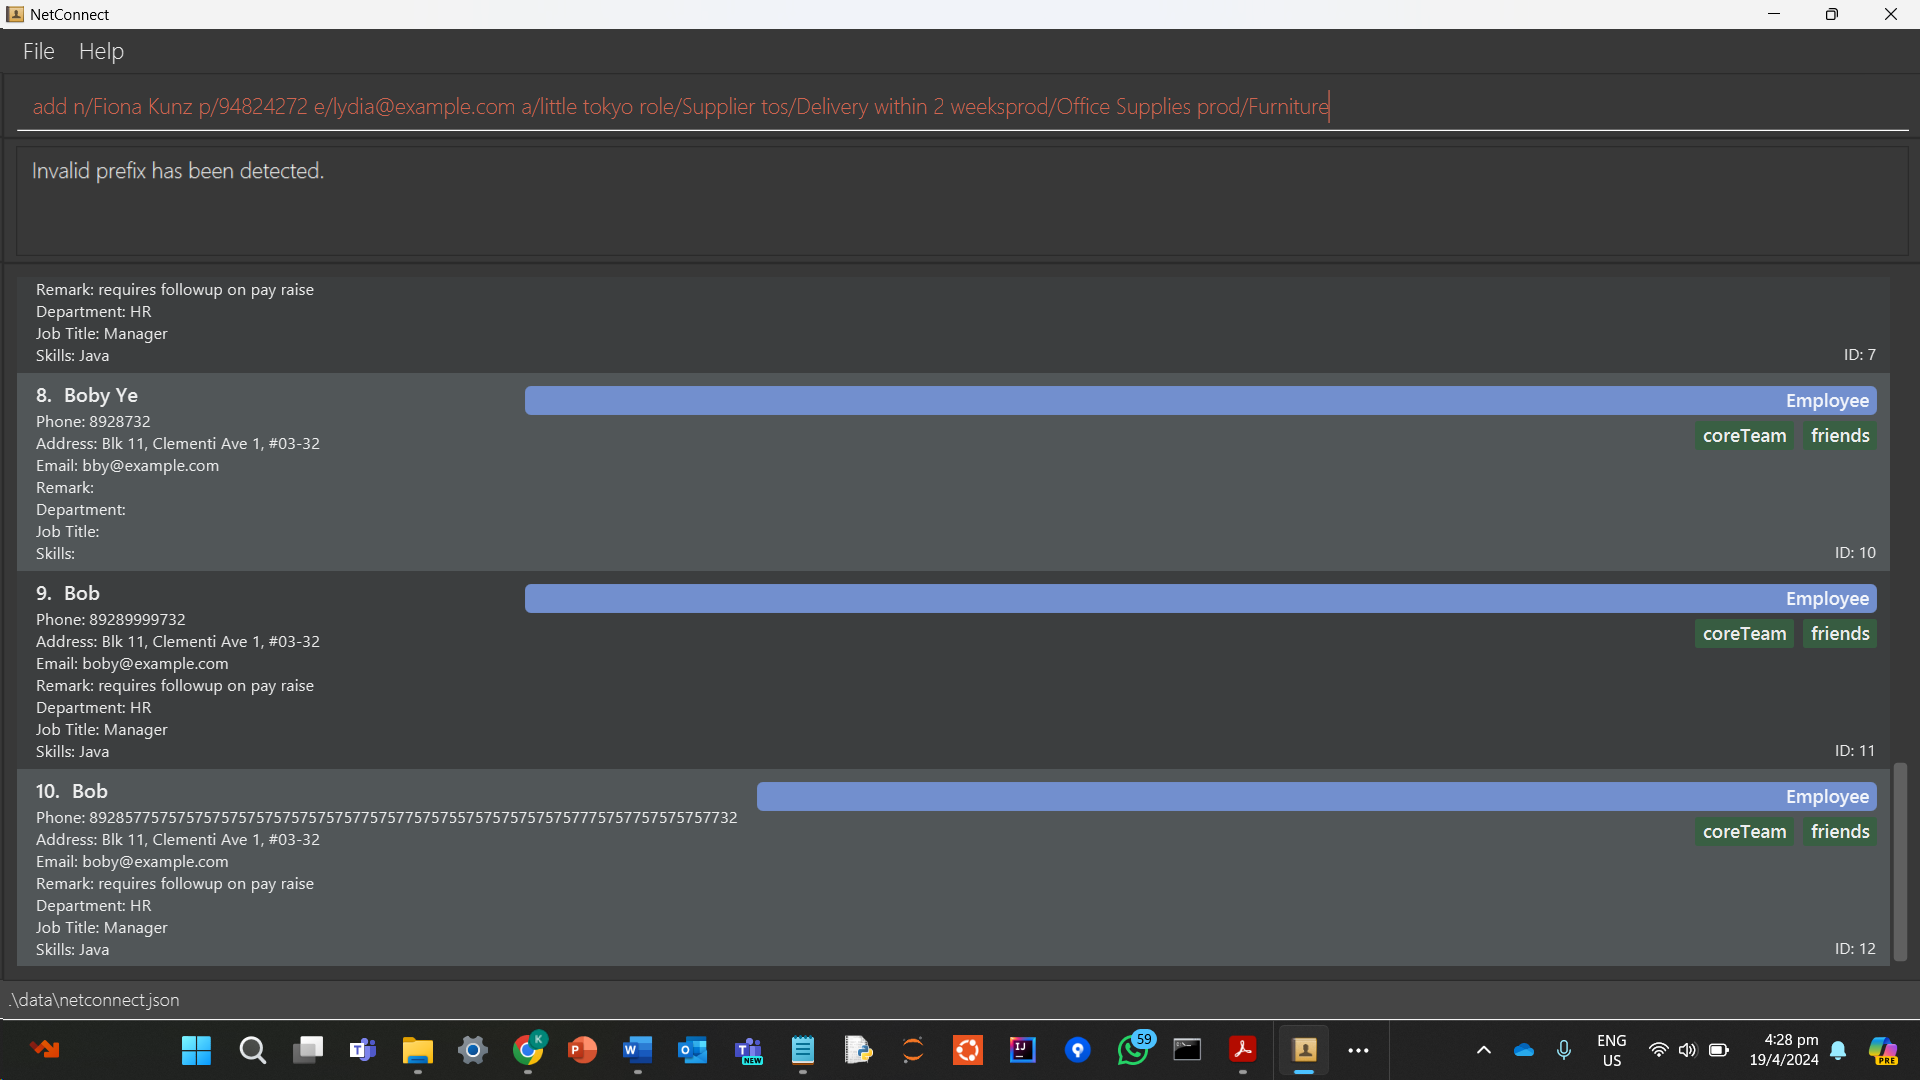 NetConnect
File Help
add n/Fiona Kunz p/94824272 e/lydia@example.com a/little tokyo role/Supplier tos/Delivery within 2 weeksprod/Office Supplies prod/Furniture
Invalid prefix has been detected.
Remark: requires followup on pay raise
Department: HR
Job Title: Manager
Skills: Java
ID: 7
8. Boby Ye
Employee
Phone: 8928732
coreTeam friends
Address: Blk 11, Clementi Ave 1, #03-32
Email: bby@example.com
Remark:
Department:
Job Title:
Skills:
ID: 10
9. Bob
Employee
Phone: 89289999732
coreTeam friends
Address: Blk 11, Clementi Ave 1, #03-32
Email: boby@example.com
Remark: requires followup on pay raise
Department: HR
Job Title: Manager
Skills: Java
ID: 11
10. Bob
Employee
Phone:
coreTeam friends
Address: Blk 11, Clementi Ave 1, #03-32
Email: boby@example.com
Remark: requires followup on pay raise
Department: HR
Job Title: Manager
Skills: Java
ID: 12
.\data\netconnect.json
K
59
NEW
ENG
US
4:28 pm
19/4/2024
PRE